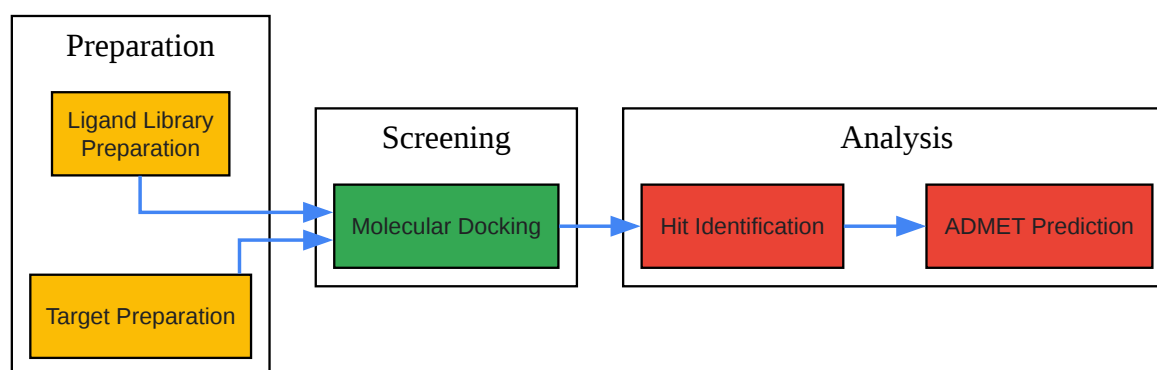 Preparation
Ligand Library
Preparation
Target Preparation
Screening
Molecular Docking
Analysis
Hit Identification
ADMET Prediction